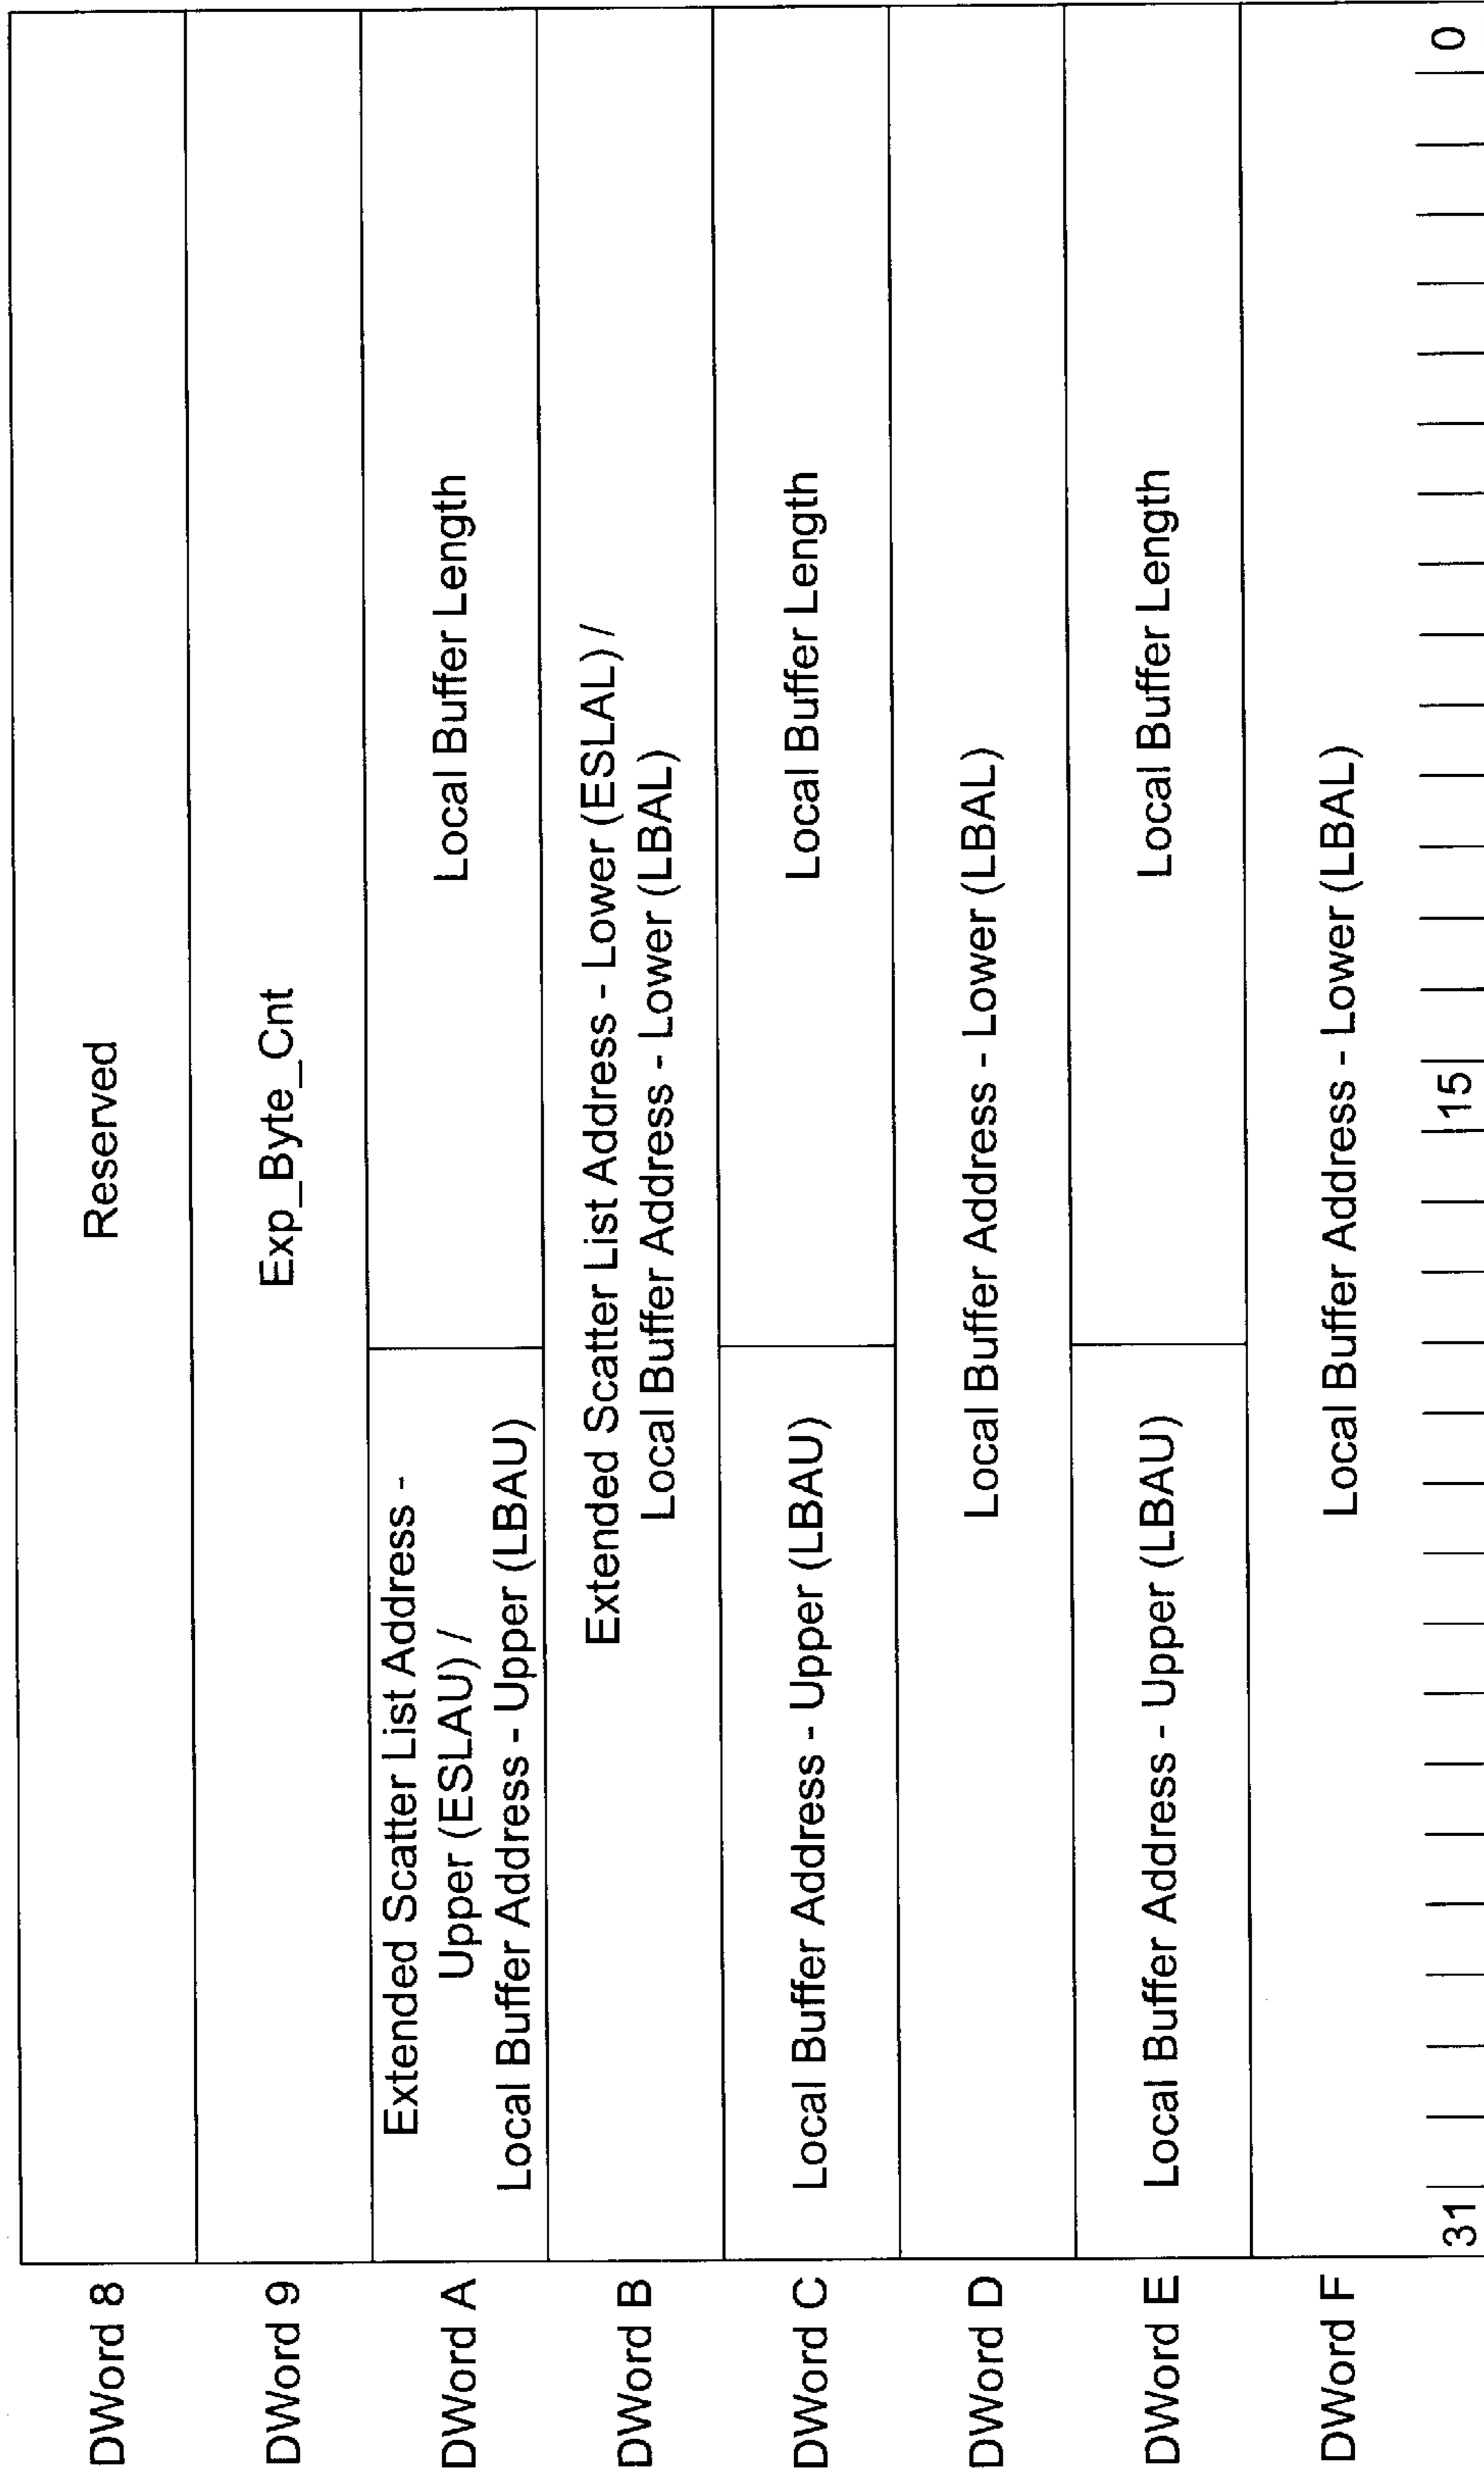 DWord 8
Reserved
DWord 9
Exp_Byte_Cnt
DWord A
Extended Scatter List Address -
Upper (ESLAU) /
Local Buffer Address - Upper (LBAU)
Local Buffer Length
DWord B
Extended Scatter List Address - Lower (ESLAL) /
Local Buffer Address - Lower (LBAL)
DWord C
Local Buffer Address - Upper (LBAU)
Local Buffer Length
DWord D
Local Buffer Address - Lower (LBAL)
DWord E
Local Buffer Address - Upper (LBAU)
Local Buffer Length
DWord F
Local Buffer Address - Lower (LBAL)
31 15 0